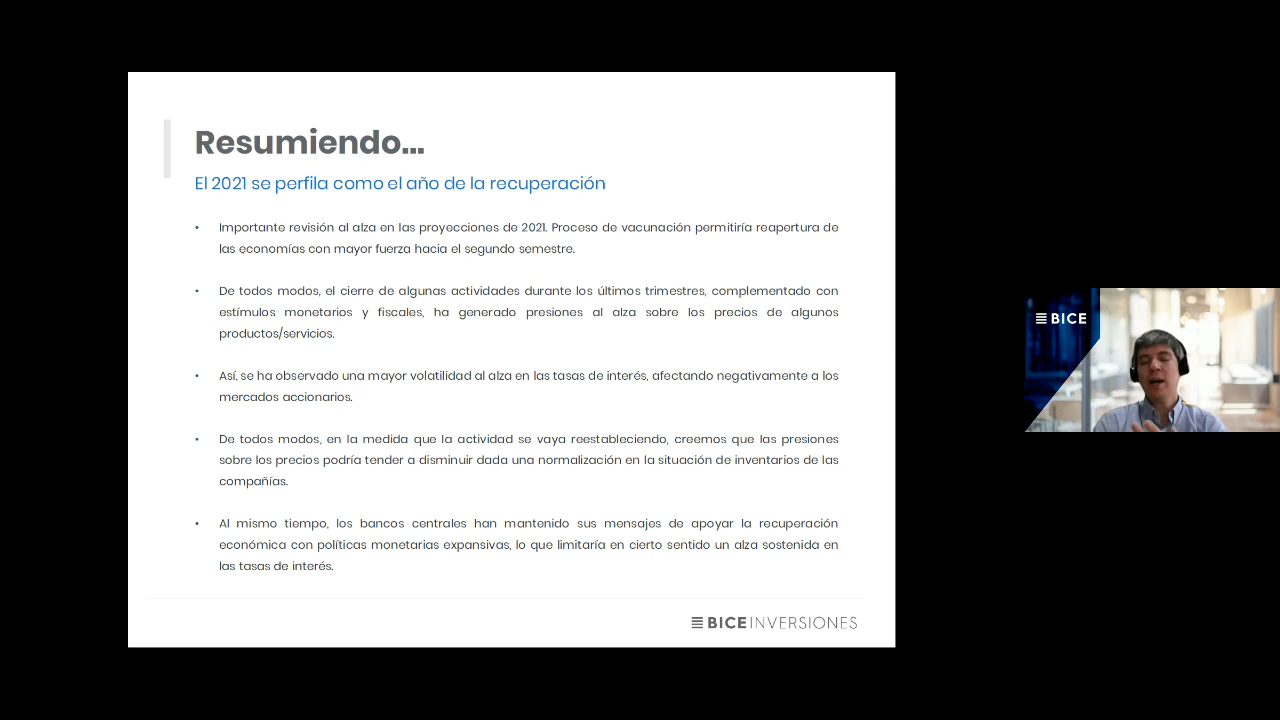 Resumiendo...
El 2021 se perfila como el año de la recuperación
• Importante revisión al alza en las proyecciones de 2021. Proceso de vacunación permitiría reapertura de
las economías con mayor fuerza hacia el segundo semestre.
• De todos modos, el cierre de algunas actividades durante los últimos trimestres, complementado con
estímulos monetarios y fiscales, ha generado presiones al alza sobre los precios de algunos
productos/servicios.
• Así, se ha observado una mayor volatilidad al alza en las tasas de interés, afectando negativamente a los
mercados accionarios.
• De todos modos, en la medida que la actividad se vaya reestableciendo, creemos que las presiones
sobre los precios podría tender a disminuir dada una normalización en la situación de inventarios de las
compañías.
• Al mismo tiempo, los bancos centrales han mantenido sus mensajes de apoyar la recuperación
económica con políticas monetarias expansivas, lo que limitaría en cierto sentido un alza sostenida en
las tasas de interés.
BICEINVERSIONES
BICE